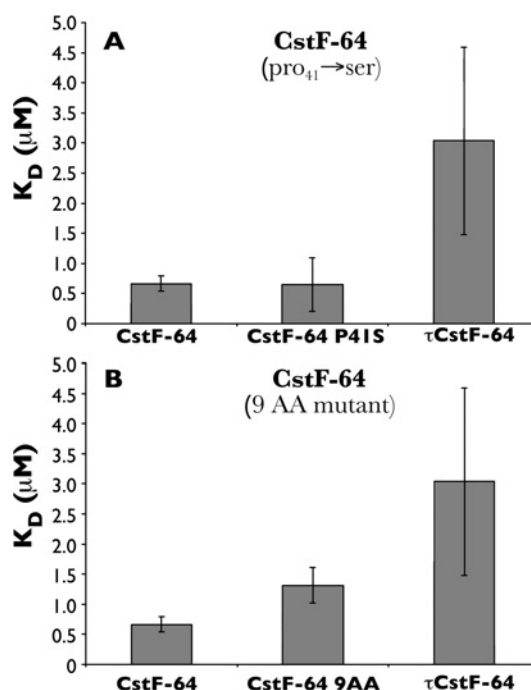 A
CstF-64
(pro₄₁→ser)
K_D (μM)
5.0
4.5
4.0
3.5
3.0
2.5
2.0
1.5
1.0
0.5
0
CstF-64 CstF-64 P41S τCstF-64
B
CstF-64
(9 AA mutant)
K_D (μM)
5.0
4.5
4.0
3.5
3.0
2.5
2.0
1.5
1.0
0.5
0
CstF-64 CstF-64 9AA τCstF-64